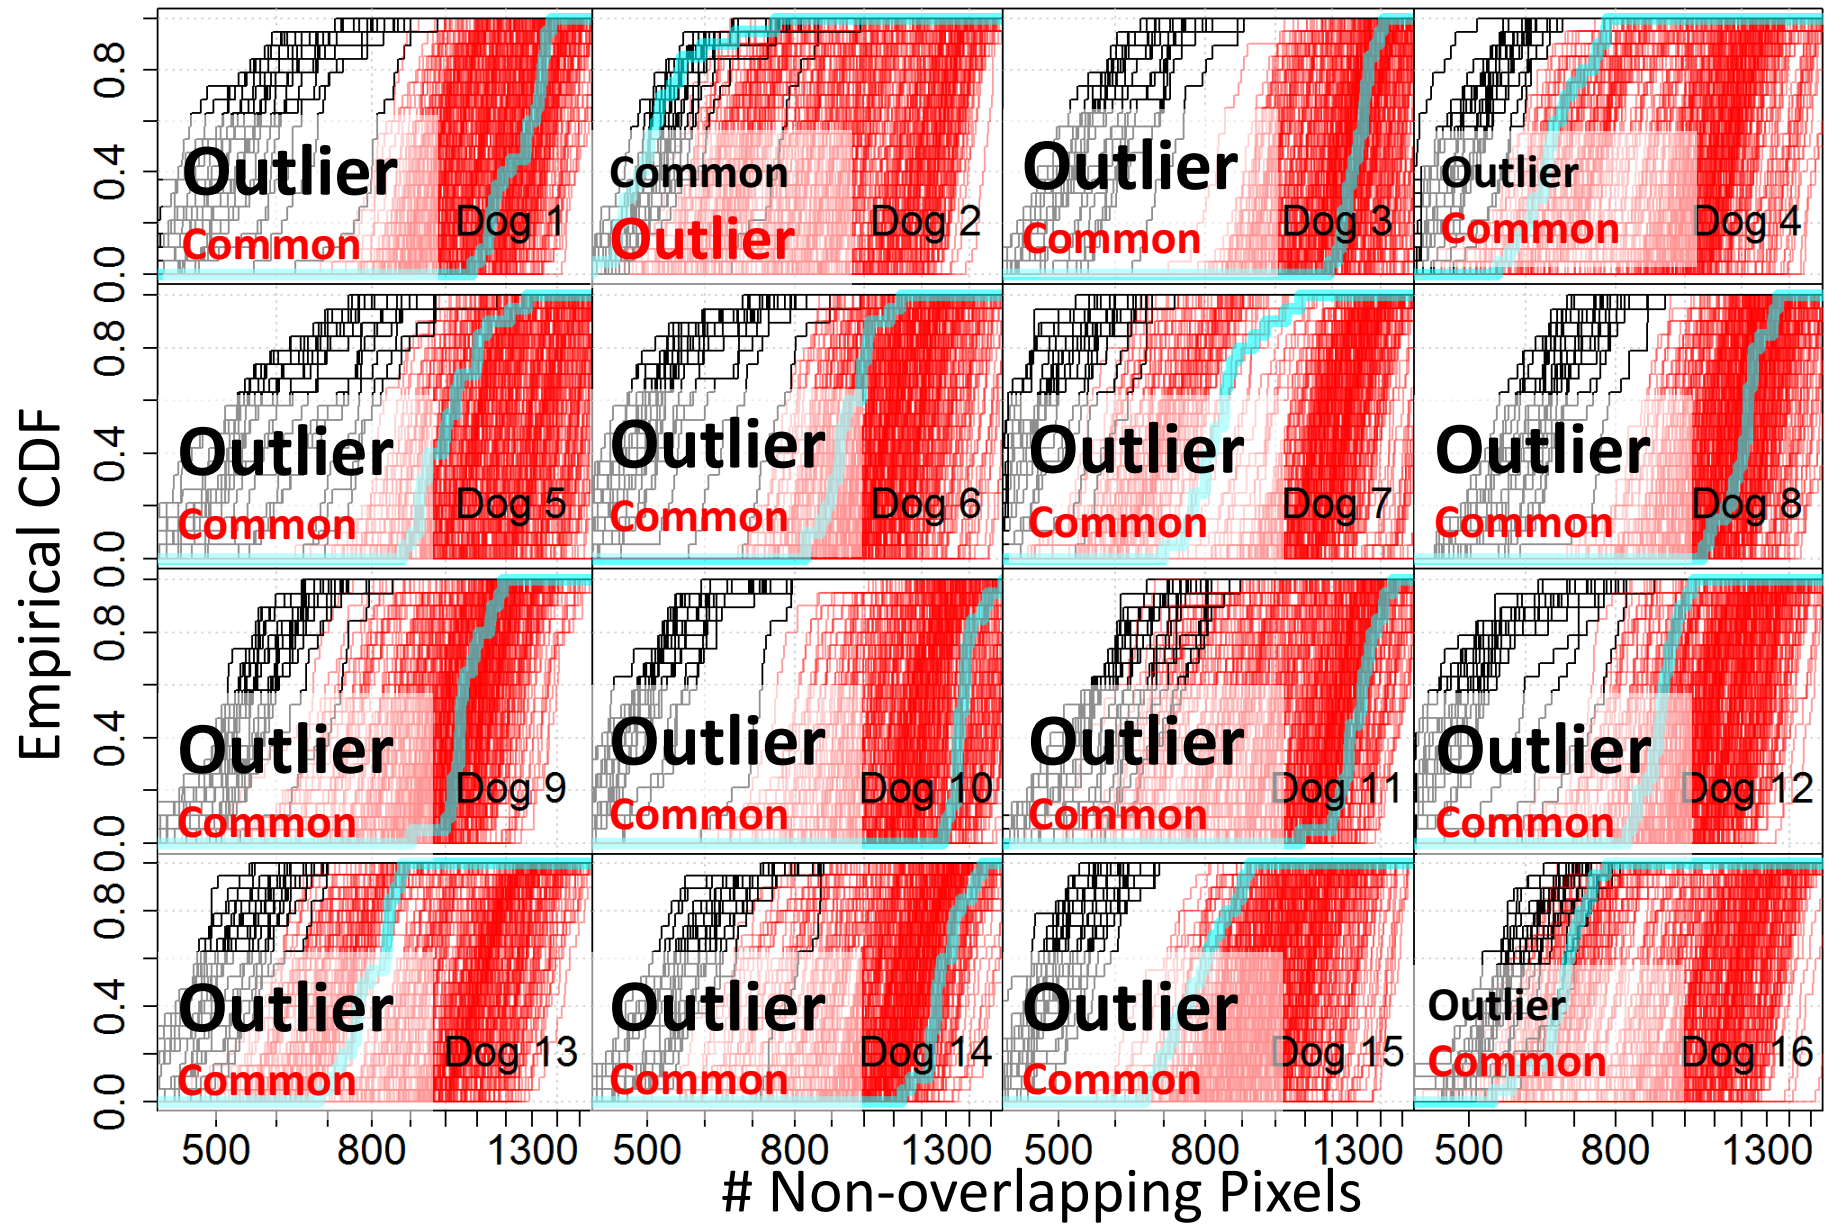 Empirical CDF
0.8
0.4
0.0
Outlier
Common
Dog 1
Common
Outlier
Dog 2
Outlier
Common
Dog 3
Outlier
Common
Dog 4
0.8
0.4
0.0
Outlier
Common
Dog 5
Outlier
Common
Dog 6
Outlier
Common
Dog 7
Outlier
Common
Dog 8
0.8
0.4
0.0
Outlier
Common
Dog 9
Outlier
Common
Dog 10
Outlier
Common
Dog 11
Outlier
Common
Dog 12
0.8
0.4
0.0
Outlier
Common
Dog 13
Outlier
Common
Dog 14
Outlier
Common
Dog 15
Outlier
Common
Dog 16
500 800 1300 500 800 1300 500 800 1300 500 800 1300
# Non-overlapping Pixels